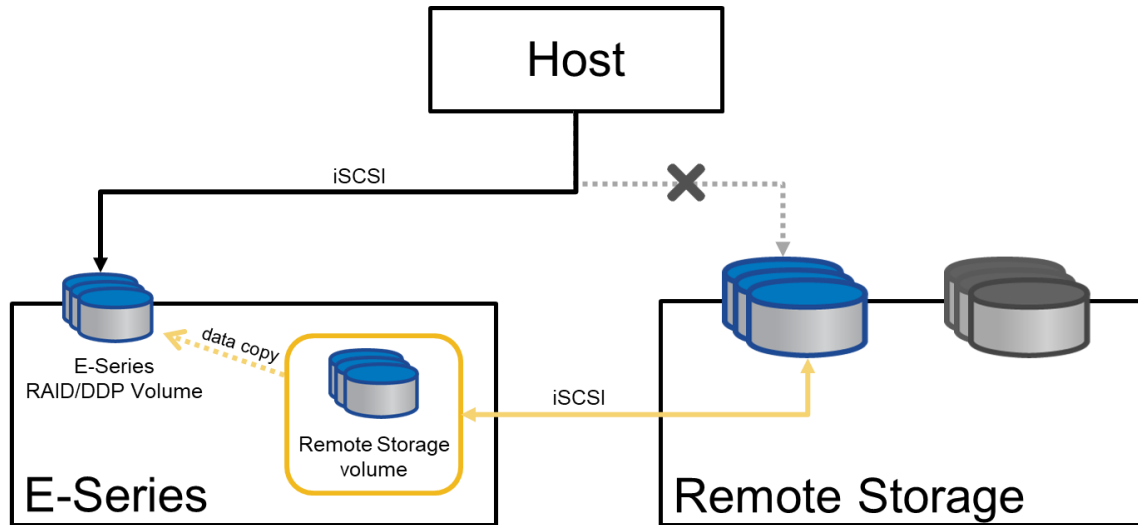 Host
iSCSI
data copy
E-Series
RAID/DDP Volume
iSCSI
Remote Storage
volume
E-Series
Remote Storage